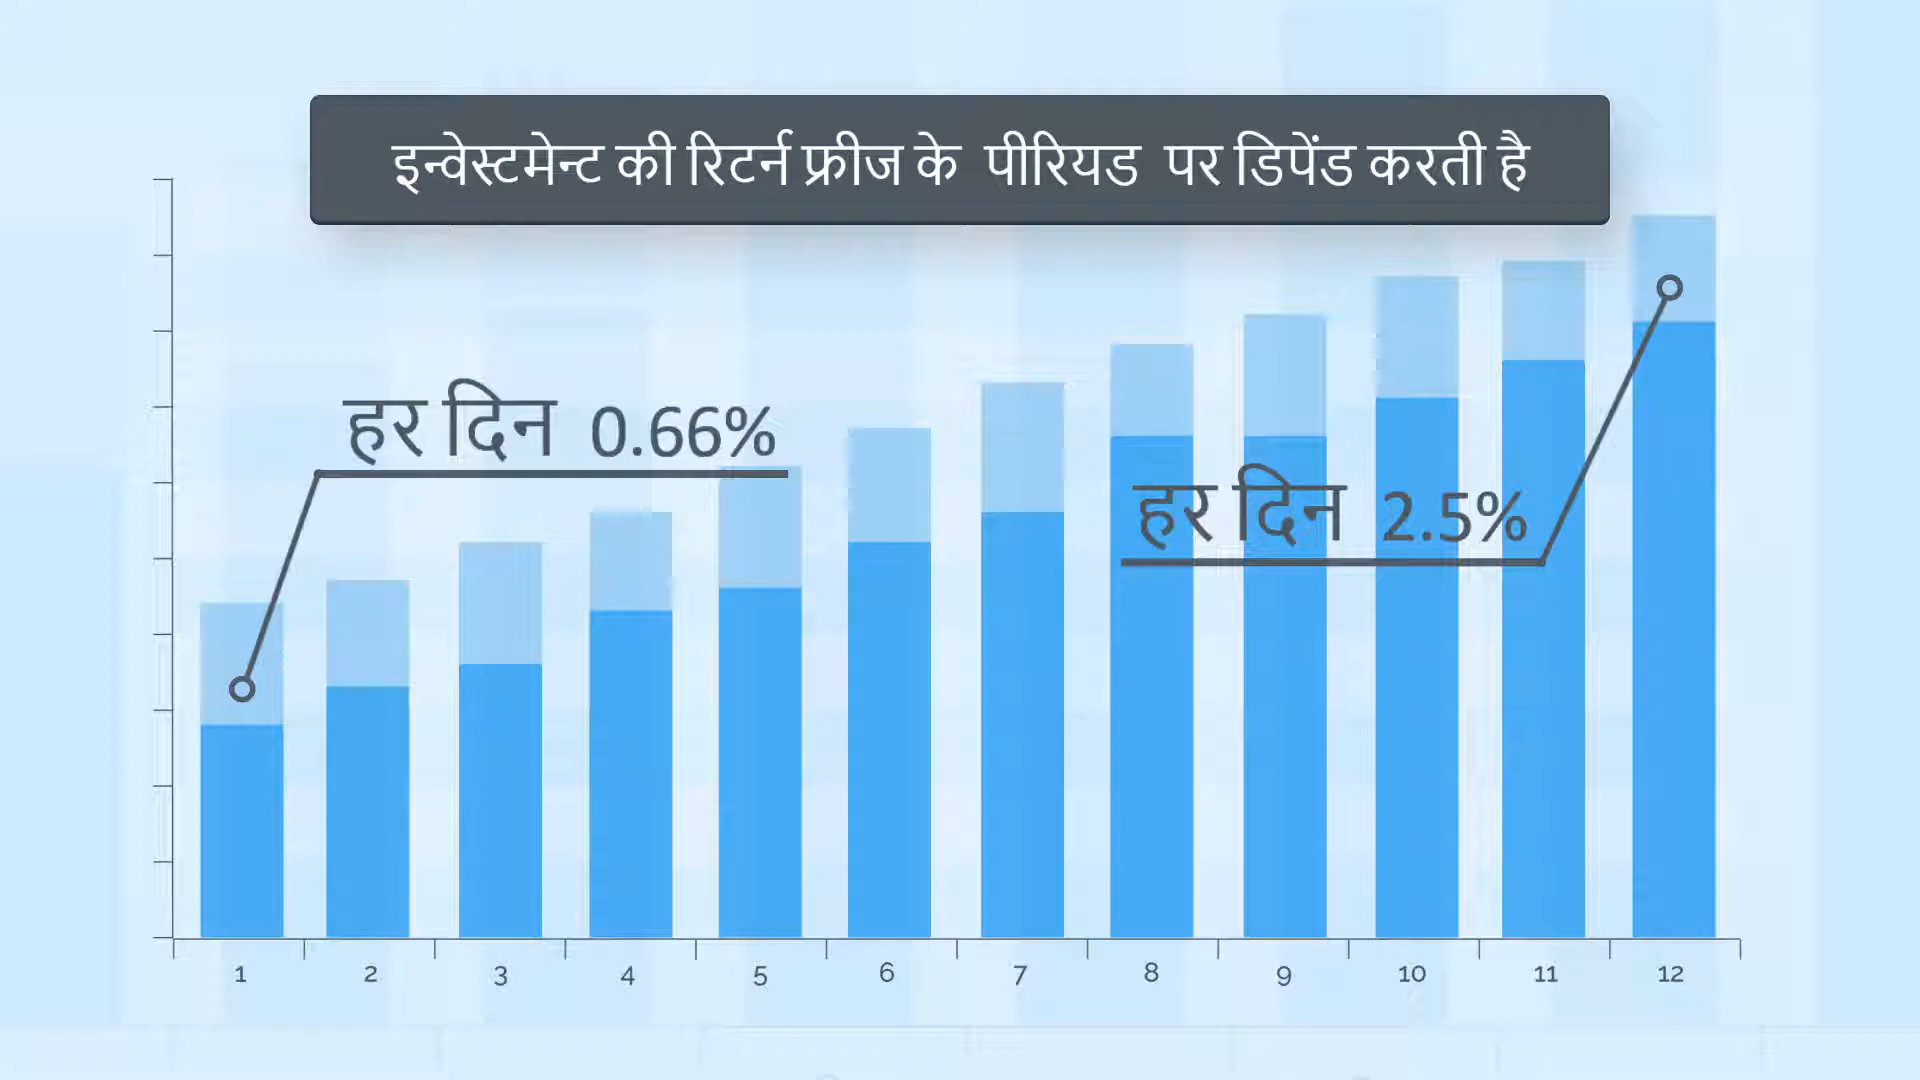 इन्वेस्टमेन्ट की रिटर्न फ्रीज के पीरियड पर डिपेंड करती है
हर दिन 0.66%
हर दिन 2.5%
1 2 3 4 5 6 7 8 9 10 11 12